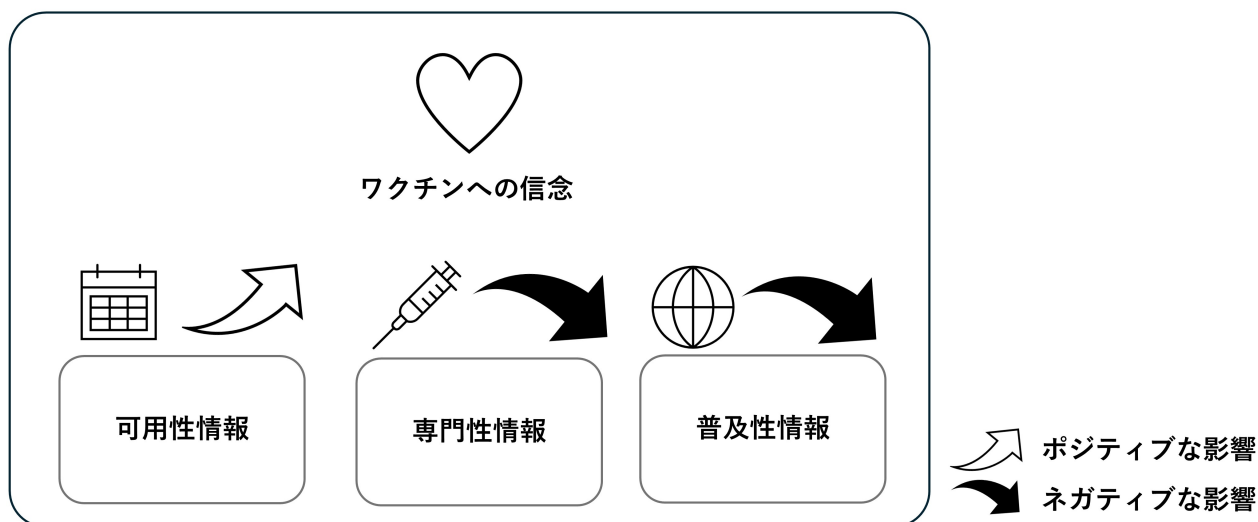 ワクチンへの信念
可用性情報
専門性情報
普及性情報
ポジティブな影響
ネガティブな影響